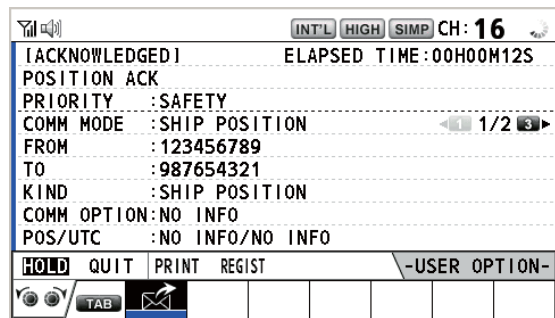 INT'L HIGH SIMP CH: 16
[ACKNOWLEDGED] ELAPSED TIME:00H00M12S
POSITION ACK
PRIORITY :SAFETY
COMM MODE :SHIP POSITION 1 1/2 3
FROM :123456789
TO :987654321
KIND :SHIP POSITION
COMM OPTION:NO INFO
POS/UTC :NO INFO/NO INFO
HOLD QUIT PRINT REGIST -USER OPTION-
TAB